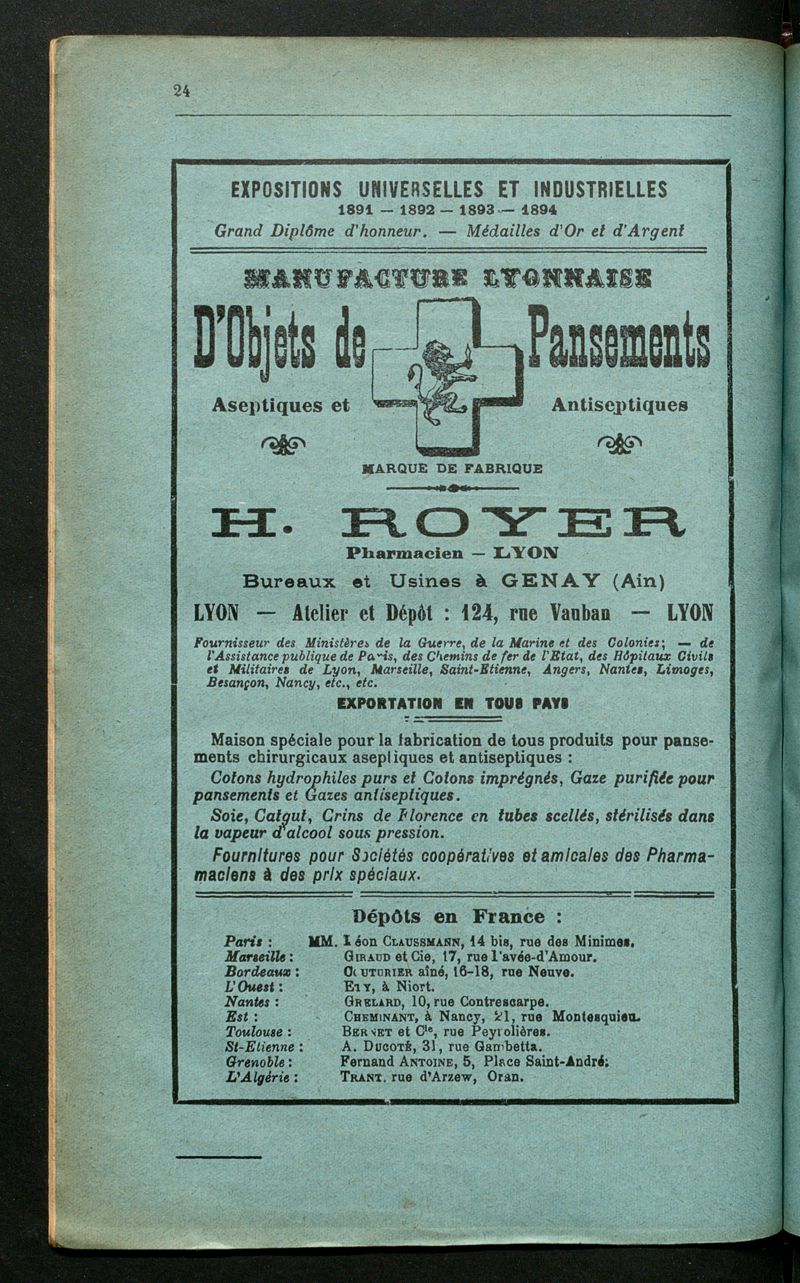 24
EXPOSITIONS UNIVERSELLES ET INDUSTRIELLES
1891 — 1892 — 1893 — 1894
Grand Diplôme d'honneur. — Médailles d'Or et d'Argent
MANUFACTURE LYONNAISE
D'Objets de Pansements
Aseptiques et Antiseptiques
MARQUE DE FABRIQUE
H. ROYER
Pharmacien — LYON
Bureaux et Usines à GENAY (Ain)
LYON — Atelier et Dépôt : 124, rue Vauban — LYON
Fournisseur des Ministères de la Guerre, de la Marine et des Colonies; — de
l'Assistance publique de Paris, des Chemins de fer de l'Etat, des Hôpitaux Civils
et Militaires de Lyon, Marseille, Saint-Etienne, Angers, Nantes, Limoges,
Besançon, Nancy, etc., etc.
EXPORTATION EN TOUS PAYS
Maison spéciale pour la fabrication de tous produits pour panse-
ments chirurgicaux aseptiques et antiseptiques :
Cotons hydrophiles purs et Cotons imprégnés, Gaze purifiée pour
pansements et Gazes antiseptiques.
Soie, Catgut, Crins de Florence en tubes scellés, stérilisés dans
la vapeur d'alcool sous pression.
Fournitures pour Sociétés coopératives et amicales des Pharma-
maciens à des prix spéciaux.
Dépôts en France :
Paris : MM. Léon CLAUSSMANN, 14 bis, rue des Minimes.
Marseille : GIRAUD et Cie, 17, rue l'avée-d'Amour.
Bordeaux : COUTURIER aîné, 16-18, rue Neuve.
L'Ouest : à Niort.
Nantes : GRELARD, 10, rue Contrescarpe.
Est : CHEMINANT, à Nancy, 21, rue Montesquieu.
Toulouse : BERNET et Cie, rue Peyrolières.
St-Etienne : A. DUCOTÉ, 31, rue Gambetta.
Grenoble : Fernand ANTOINE, 5, Place Saint-André;
L'Algérie : TRANI. rue d'Arzew, Oran.